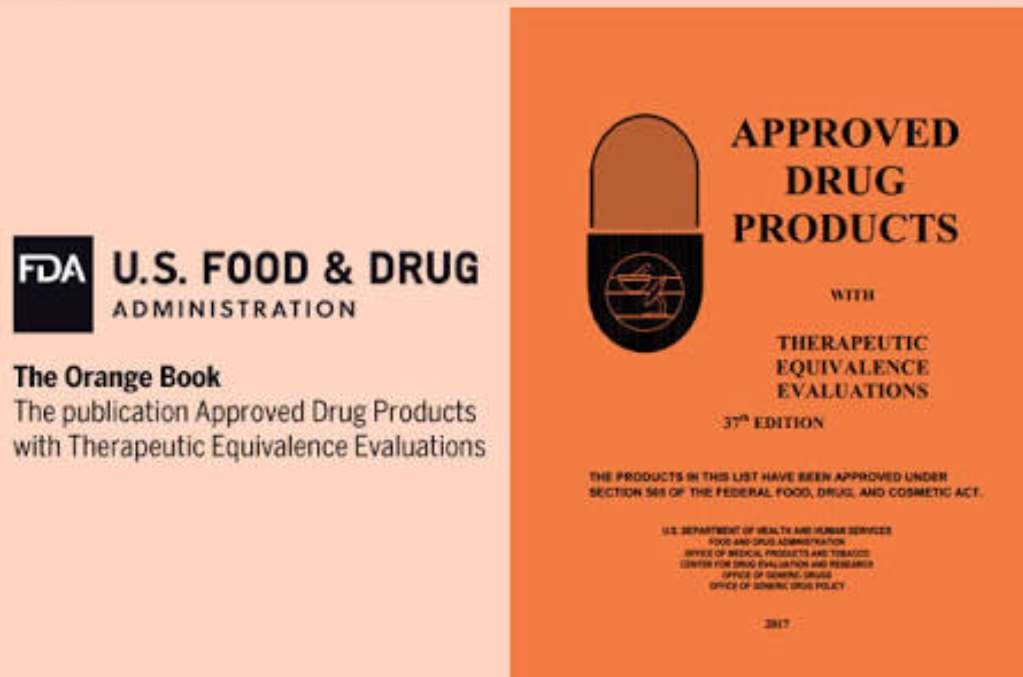 FDA
U.S. FOOD & DRUG
ADMINISTRATION
The Orange Book
The publication Approved Drug Products
with Therapeutic Equivalence Evaluations
APPROVED
DRUG
PRODUCTS
WITH
THERAPEUTIC
EQUIVALENCE
EVALUATIONS
37th EDITION
THE PRODUCTS IN THIS LIST HAVE BEEN APPROVED UNDER
SECTION 505 OF THE FEDERAL FOOD, DRUG, AND COSMETIC ACT.
U.S. DEPARTMENT OF HEALTH AND HUMAN SERVICES
FOOD AND DRUG ADMINISTRATION
OFFICE OF MEDICAL PRODUCTS AND TOBACCO
CENTER FOR DRUG EVALUATION AND RESEARCH
OFFICE OF GENERIC DRUGS
OFFICE OF GENERIC DRUG POLICY
2017